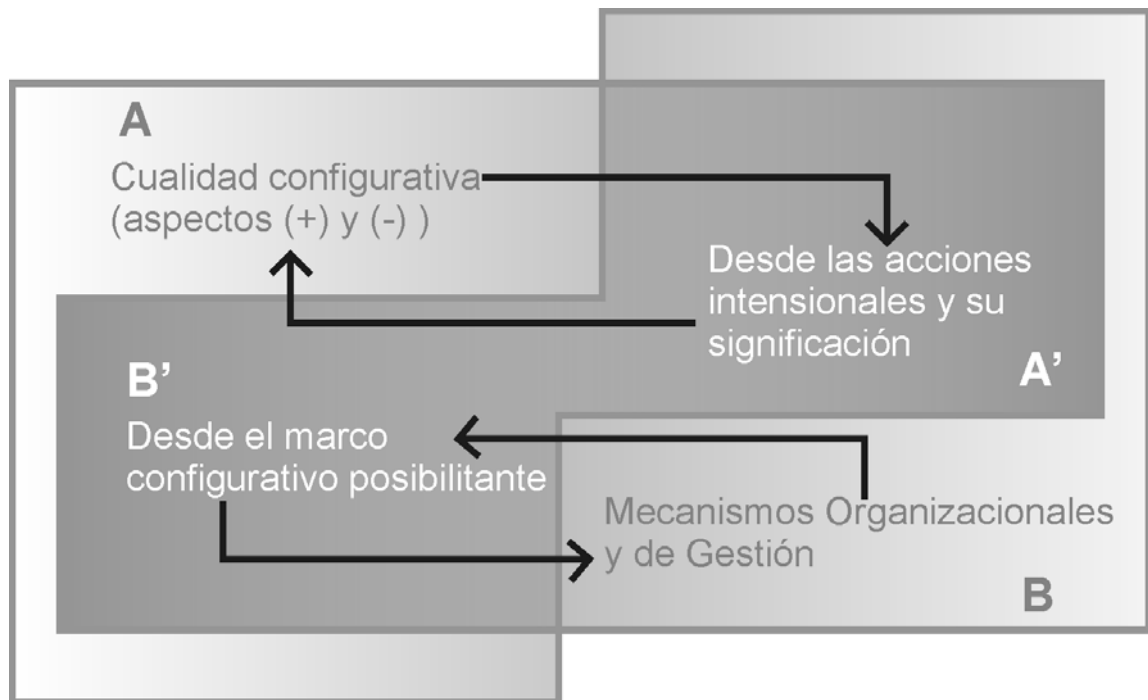 A
Cualidad configurativa
(aspectos (+) y (-) )
Desde las acciones
intensionales y su
significación
A’
B’
Desde el marco
configurativo posibilitante
Mecanismos Organizacionales
y de Gestión
B